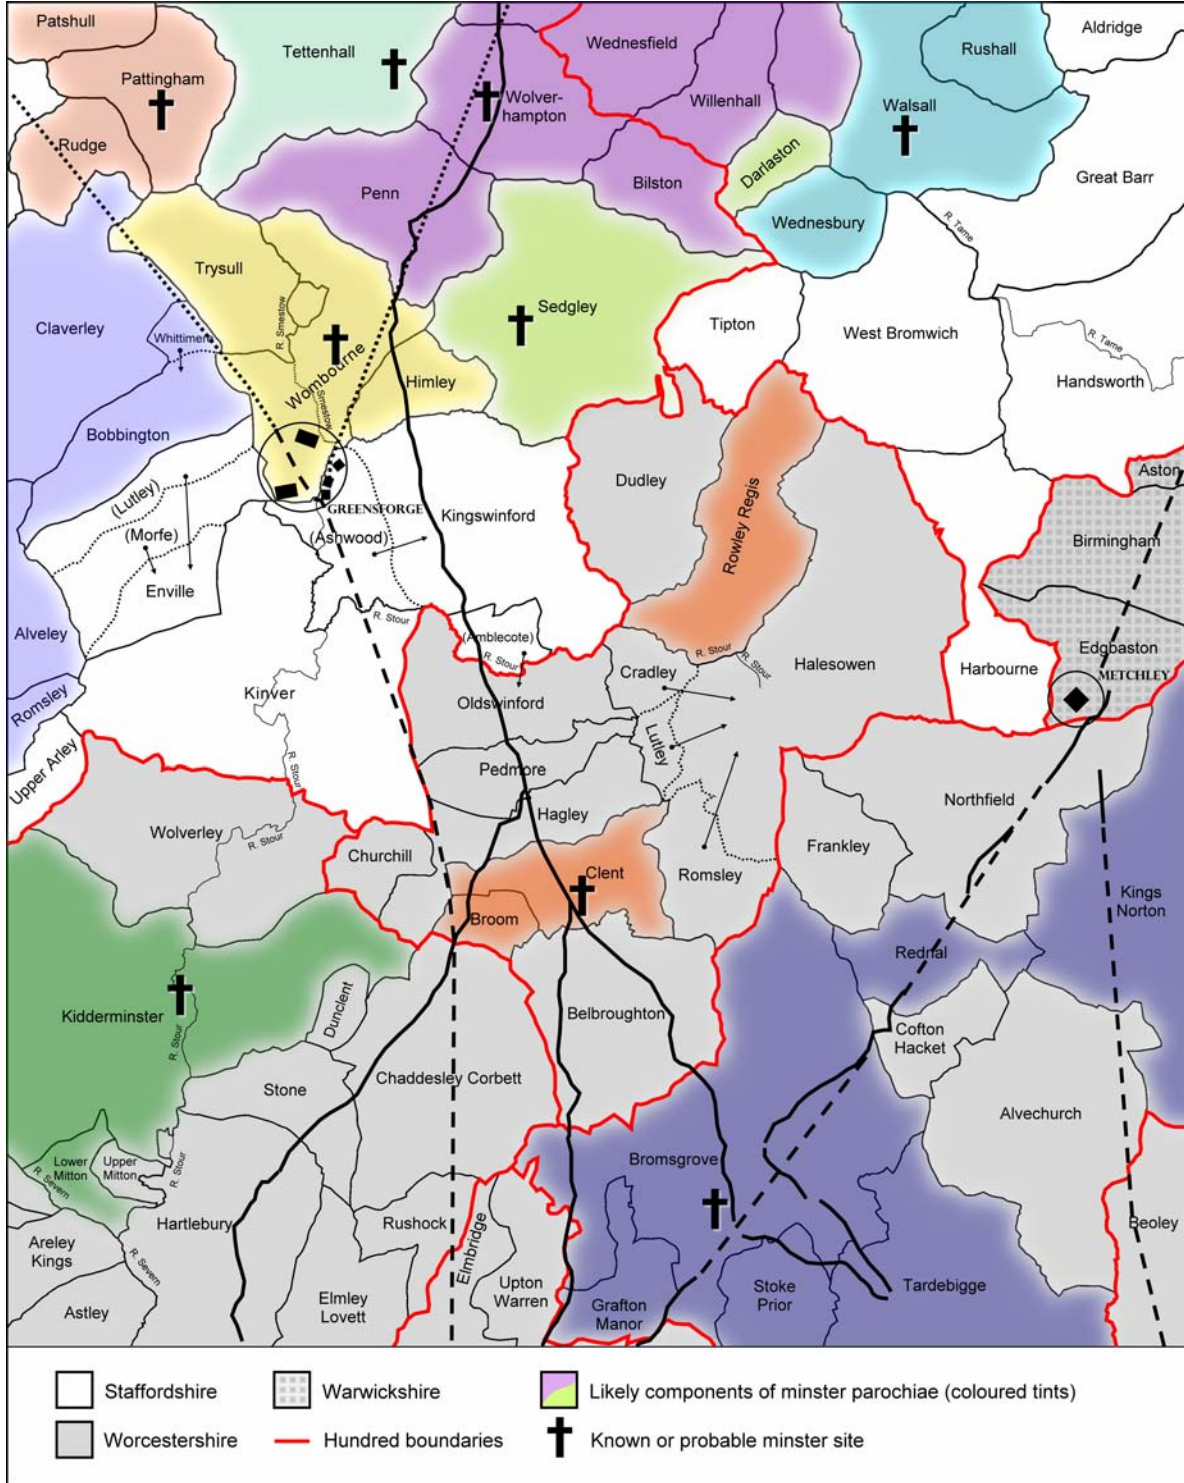 Patshull
Tettenhall
Wednesfield
Rushall
Aldridge
Pattingham
Wolver-
hampton
Willenhall
Walsall
Rudge
Darlaston
Great Barr
Penn
Bilston
Wednesbury
R. Tame
Trysull
Claverley
Whittimere
R. Smestow
Sedgley
Tipton
West Bromwich
R. Tame
Handsworth
Wombourne
Smestow
Himley
Bobbington
Dudley
Rowley Regis
Aston
(Lutley)
GREENSFORGE
Kingswinford
(Morfe)
(Ashwood)
Birmingham
Enville
Alveley
R. Stour
(Amblecote)
R. Stour
R. Stour
R. Stour
Cradley
Halesowen
Harbourne
Edgbaston
METCHLEY
Romsley
Kinver
Oldswinford
Lutley
Upper Arley
R. Stour
Pedmore
Hagley
Northfield
Wolverley
R. Stour
Churchill
Clent
Romsley
Frankley
Broom
Kings
Norton
Rednal
Kidderminster
R. Stour
Dunclent
Belbroughton
Cofton
Hacket
Stone
Chaddesley Corbett
Alvechurch
Lower
Mitton
Upper
Mitton
R. Stour
R. Severn
Bromsgrove
Hartlebury
Rushock
Elmbridge
Beoley
Areley
Kings
R. Severn
Astley
Elmley
Lovett
Upton
Warren
Grafton
Manor
Stoke
Prior
Tardebigge
Staffordshire
Warwickshire
Likely components of minster parochiae (coloured tints)
Worcestershire
Hundred boundaries
Known or probable minster site